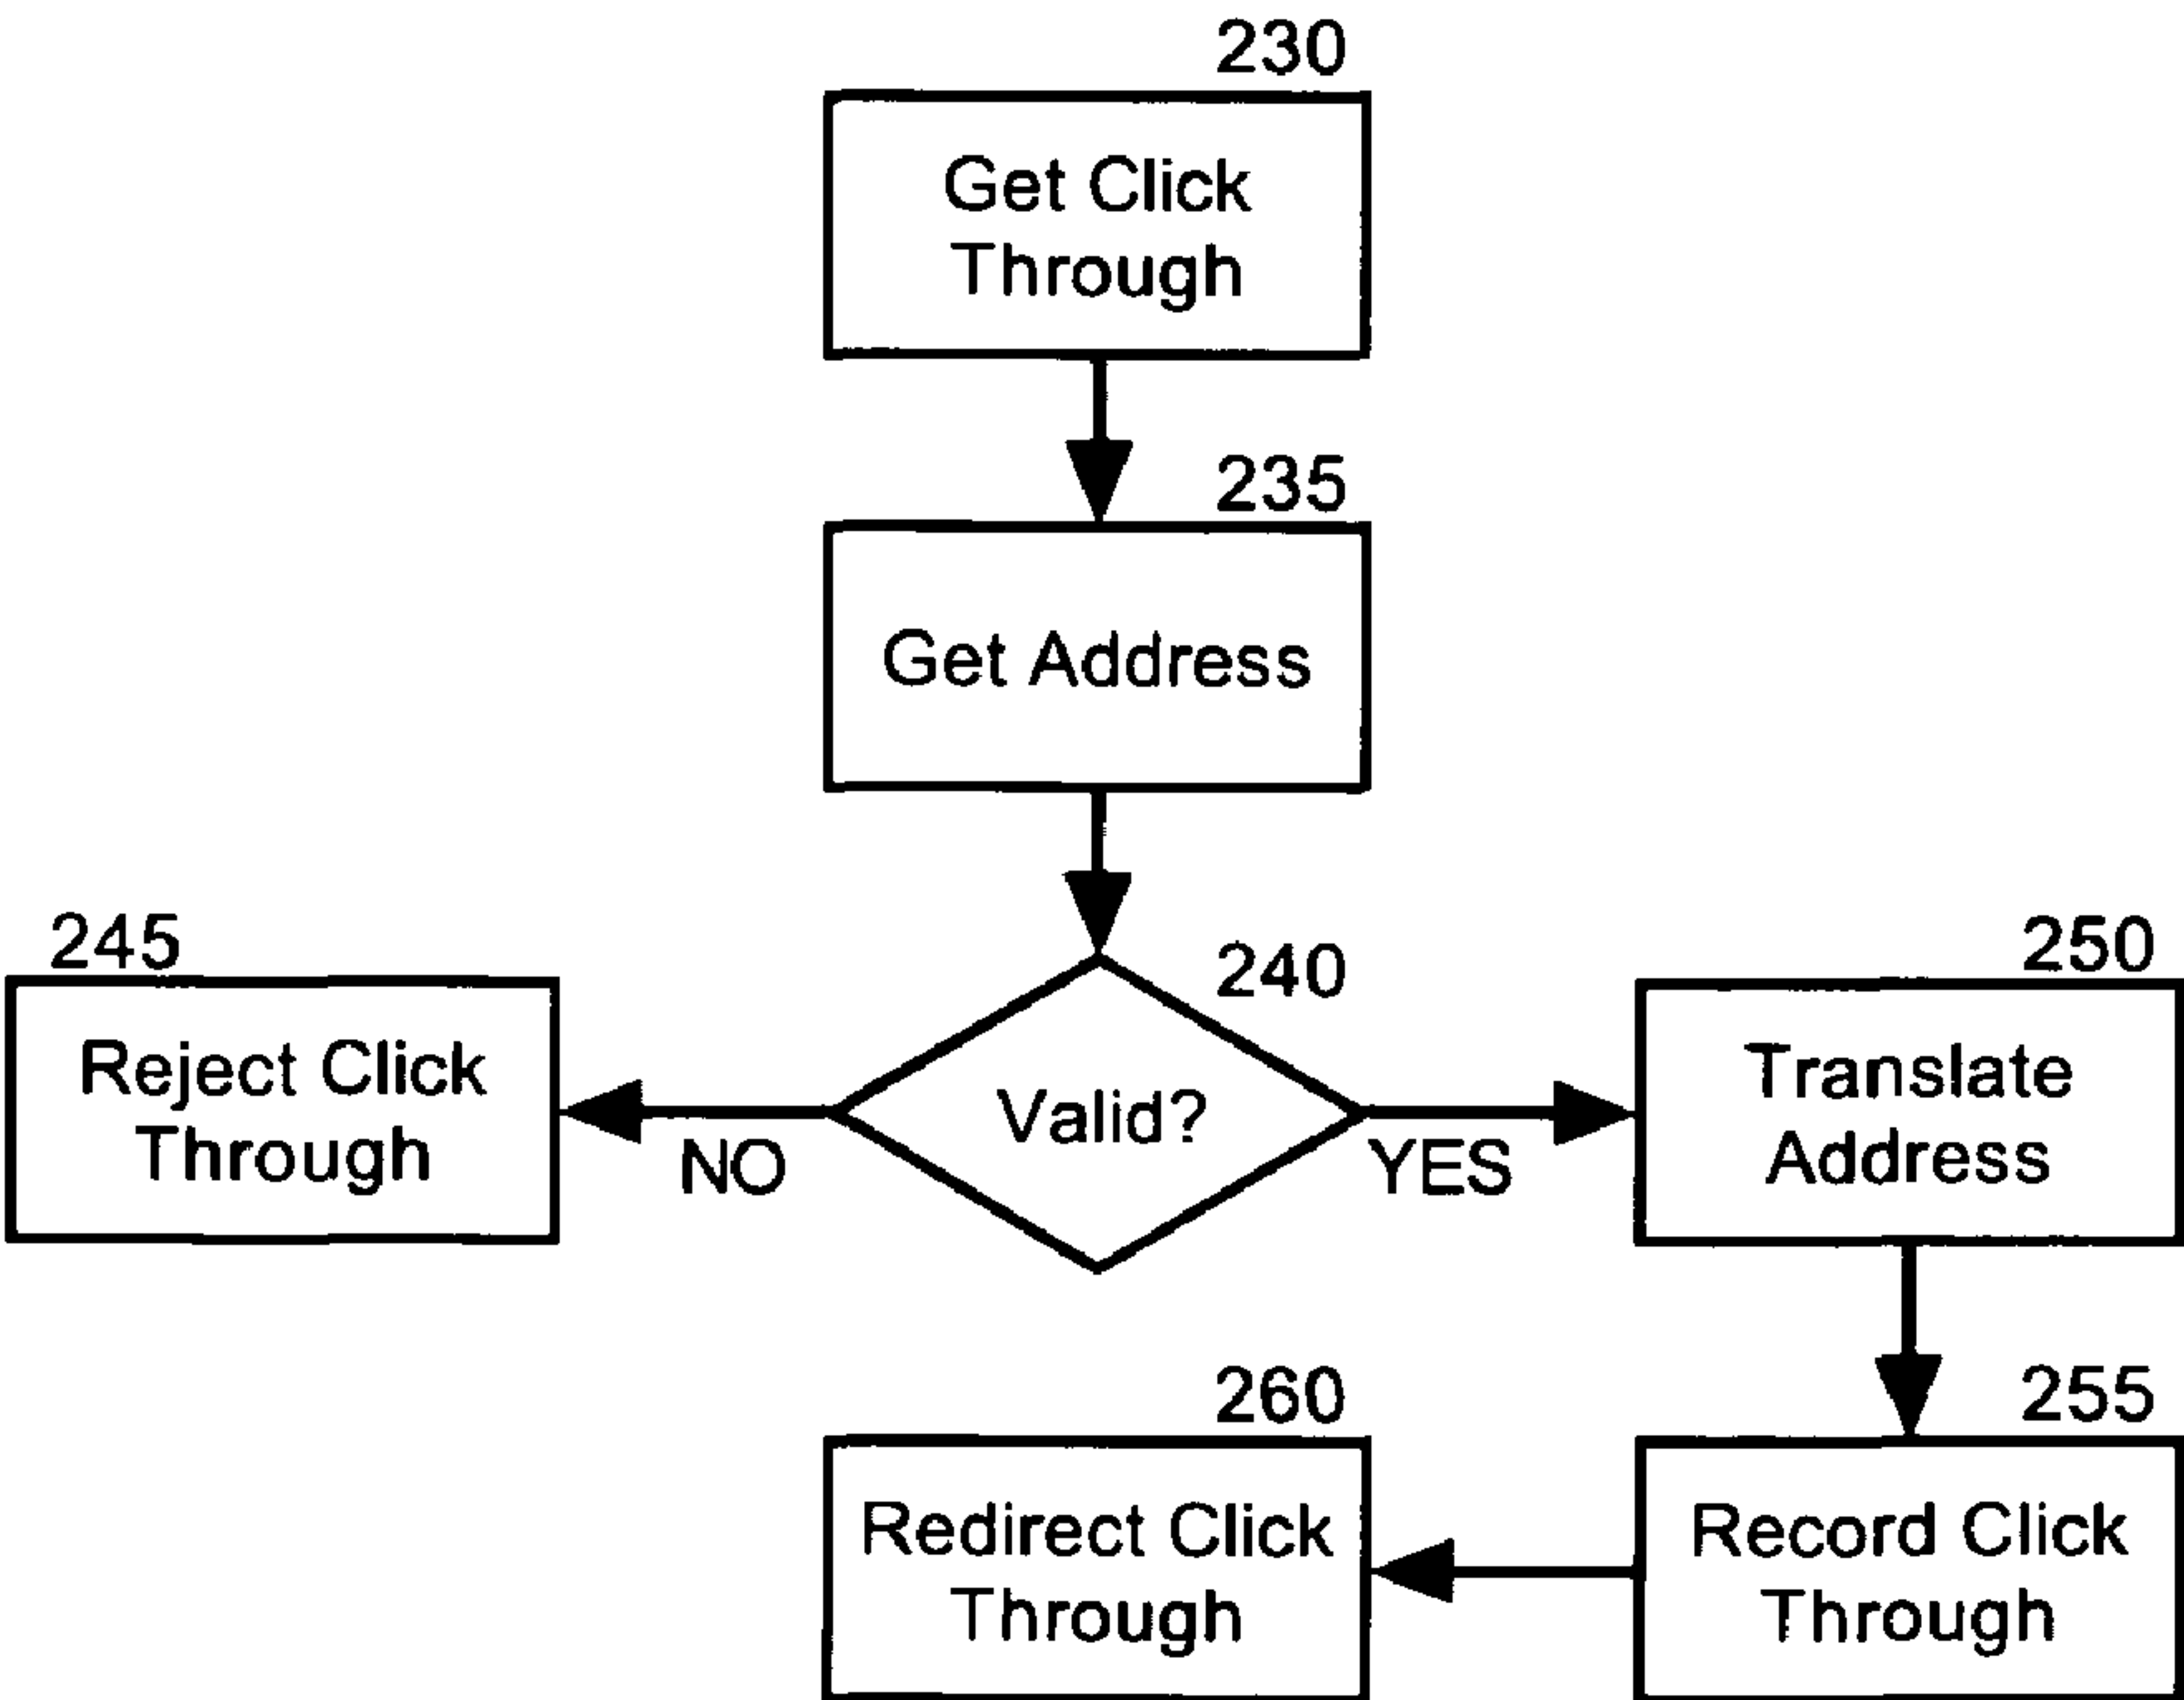 230
Get Click
Through
235
Get Address
245
Reject Click
Through
NO
240
Valid?
YES
250
Translate
Address
260
Redirect Click
Through
255
Record Click
Through